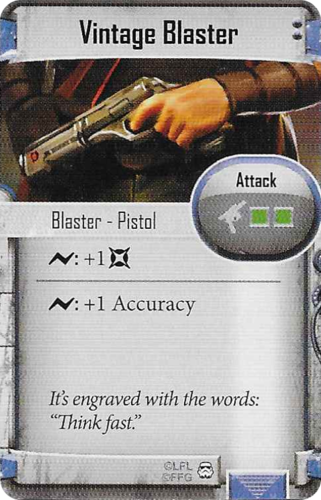 Vintage Blaster
Attack
Blaster - Pistol
: +1
: +1 Accuracy
It's engraved with the words:
"Think fast."
©LFL
©FFG